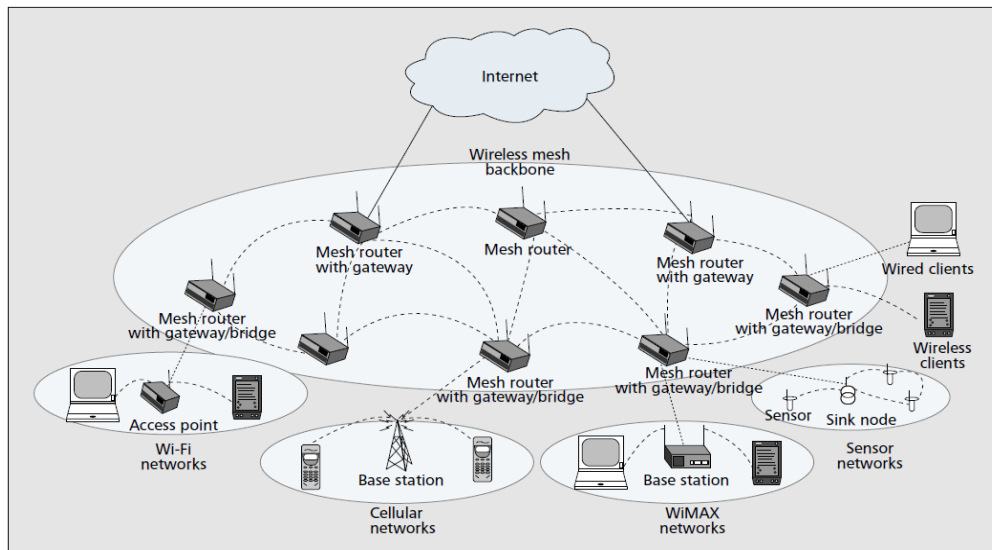 Internet
Wireless mesh
backbone
Mesh router
with gateway
Mesh router
Mesh router
with gateway
Wired clients
Mesh router
with gateway/bridge
Mesh router
with gateway/bridge
Wireless
clients
Mesh router
with gateway/bridge
Mesh router
with gateway/bridge
Access point
Wi-Fi
networks
Sensor
Sink node
Sensor
networks
Base station
Cellular
networks
Base station
WiMAX
networks